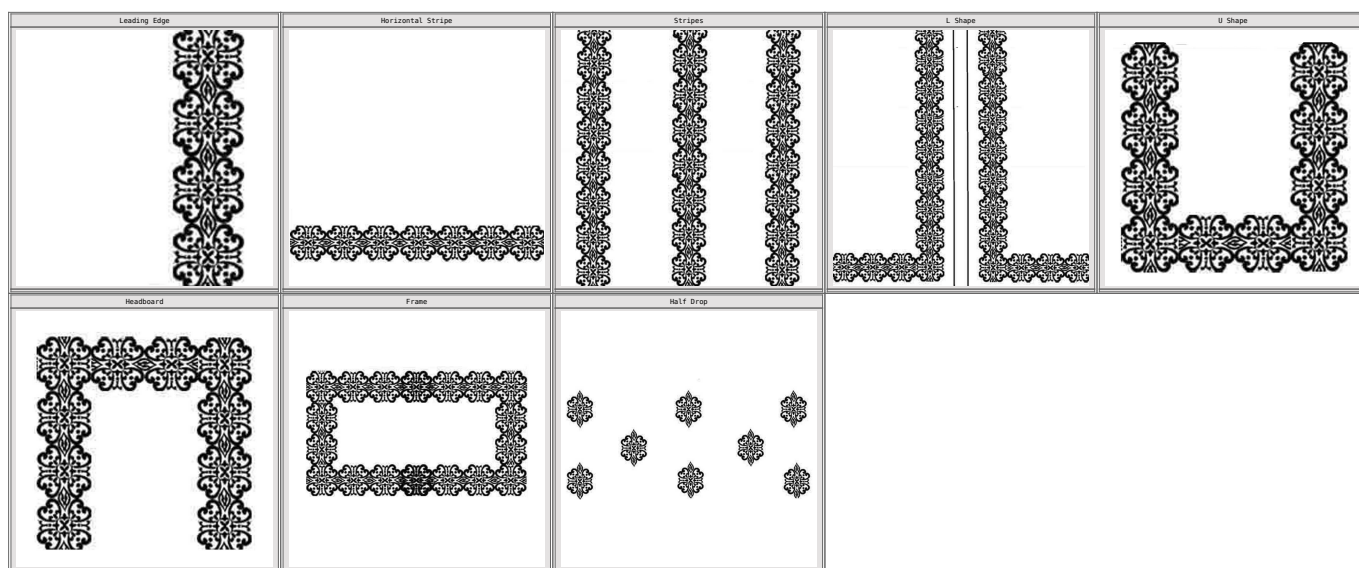 Leading Edge
Horizontal Stripe
Stripes
L Shape
U Shape
Headboard
Frame
Half Drop